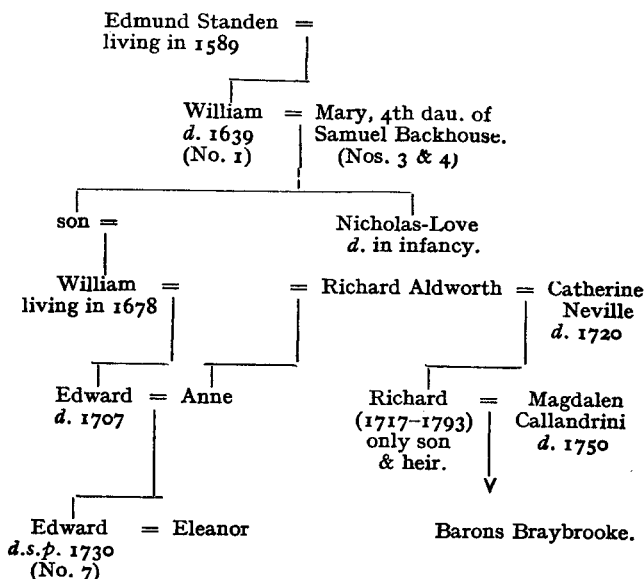 Edmund Standen =
living in 1589
William = Mary, 4th dau. of
d. 1639 Samuel Backhouse.
(No. 1) (Nos. 3 & 4)
son = Nicholas-Love
d. in infancy.
William = = Richard Aldworth = Catherine
living in 1678 Neville
d. 1720
Edward = Anne Richard = Magdalen
d. 1707 (1717–1793) Callandrini
only son d. 1750
& heir.
Edward = Eleanor Barons Braybrooke.
d.s.p. 1730
(No. 7)